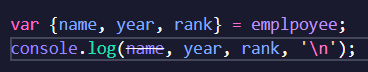 var {name, year, rank} = emplpoyee;
console.log(name, year, rank, '\n');